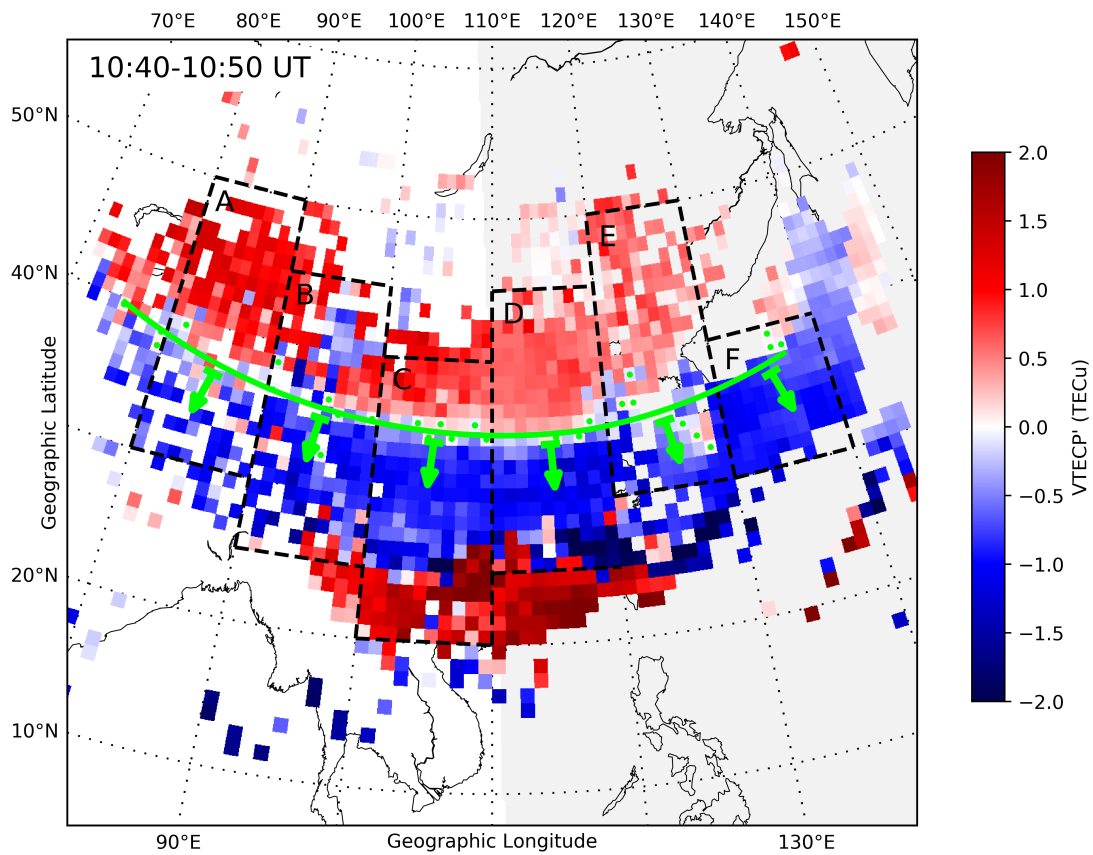 70°E 80°E 90°E 100°E 110°E 120°E 130°E 140°E 150°E
10:40-10:50 UT
50°N
40°N
20°N
10°N
Geographic Latitude
A
B
C
D
E
F
90°E
Geographic Longitude
130°E
2.0
1.5
1.0
0.5
0.0
−0.5
−1.0
−1.5
−2.0
VTECP' (TECu)